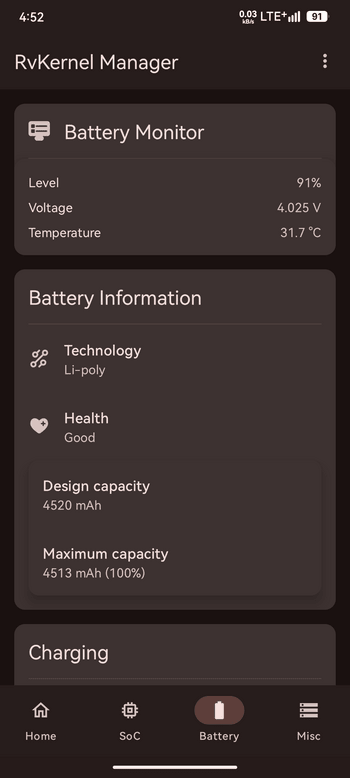 4:52
0.03 kB/s LTE+ 91
RvKernel Manager
Battery Monitor
Level 91%
Voltage 4.025 V
Temperature 31.7 °C
Battery Information
Technology
Li-poly
Health
Good
Design capacity
4520 mAh
Maximum capacity
4513 mAh (100%)
Charging
Home SoC Battery Misc